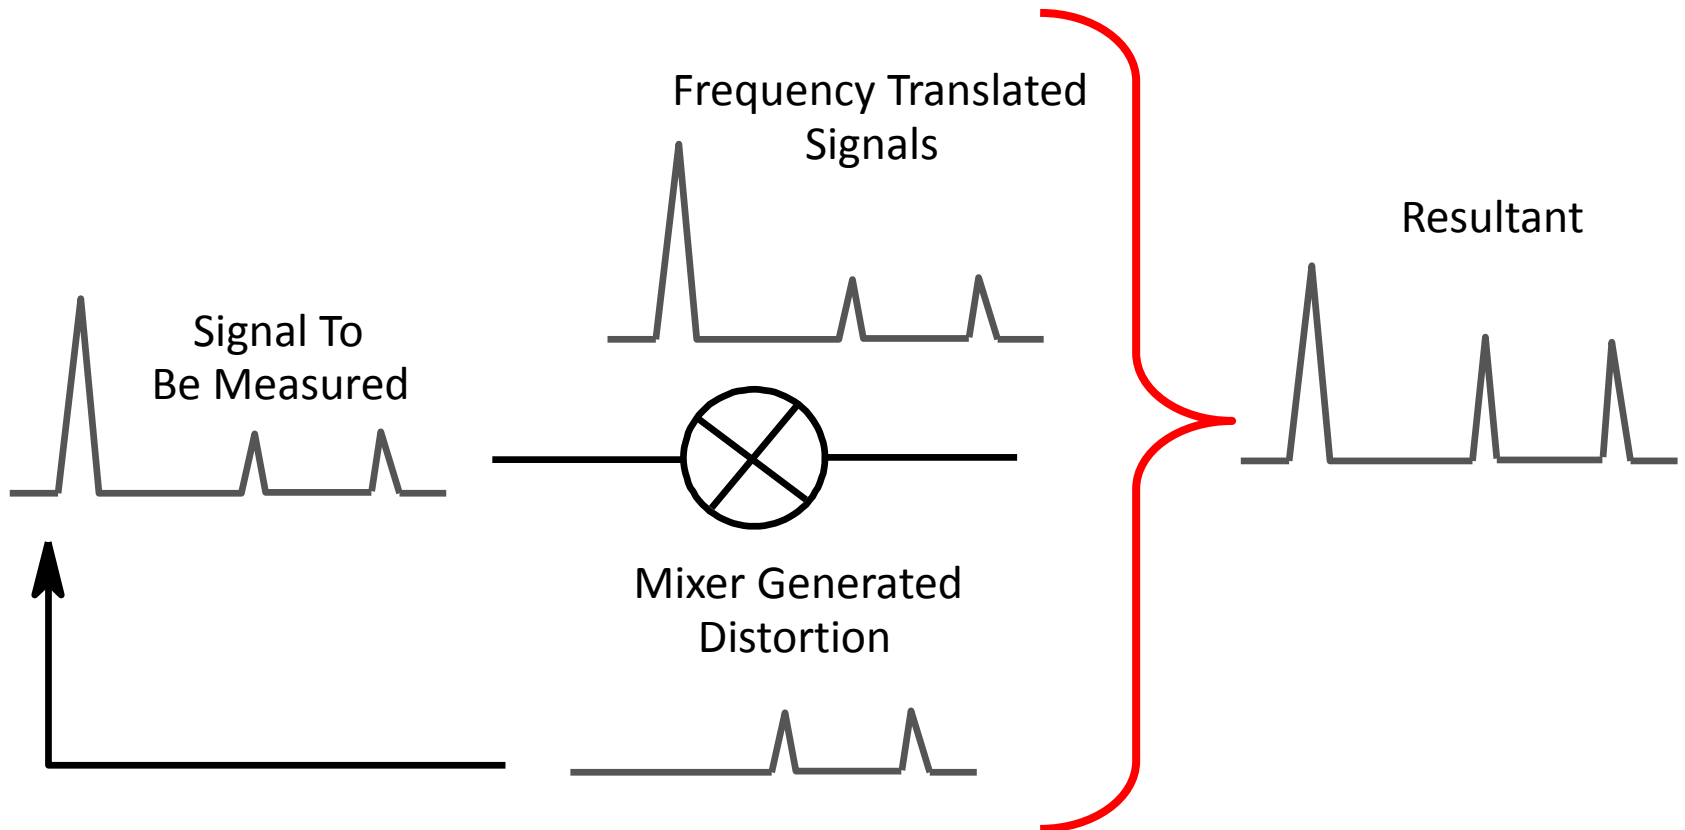 Frequency Translated
Signals
Resultant
Signal To
Be Measured
Mixer Generated
Distortion